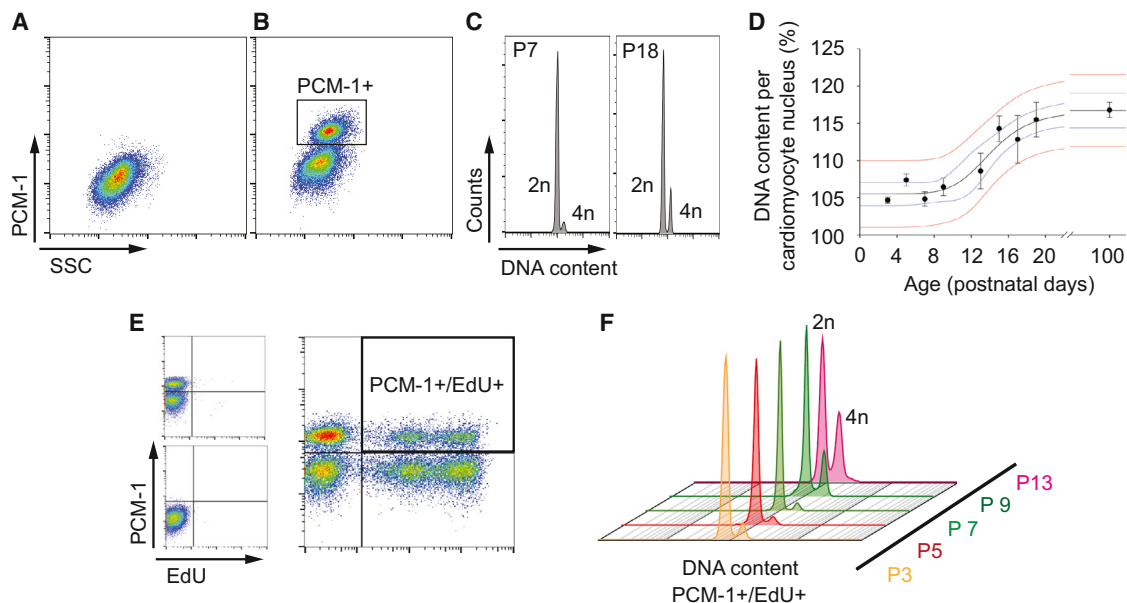 A
B
C
D
PCM-1
SSC
PCM-1+
P7
P18
2n
4n
2n
4n
Counts
DNA content
DNA content per
cardiomyocyte nucleus (%)
125
120
115
110
105
100
0 4 8 12 16 20 100
Age (postnatal days)
E
F
PCM-1
EdU
PCM-1+/EdU+
2n
4n
P13
P 9
P 7
P5
P3
DNA content
PCM-1+/EdU+